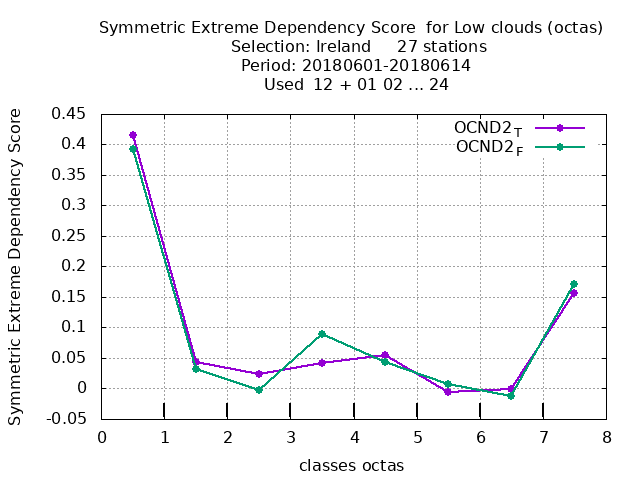 Symmetric Extreme Dependency Score  for Low clouds (octas)
Selection: Ireland     27 stations
Period: 20180601-20180614
Used  12 + 01 02 ... 24
Symmetric Extreme Dependency Score
0.45
0.4
0.35
0.3
0.25
0.2
0.15
0.1
0.05
0
-0.05
OCND2T
OCND2F
0 1 2 3 4 5 6 7 8
classes octas